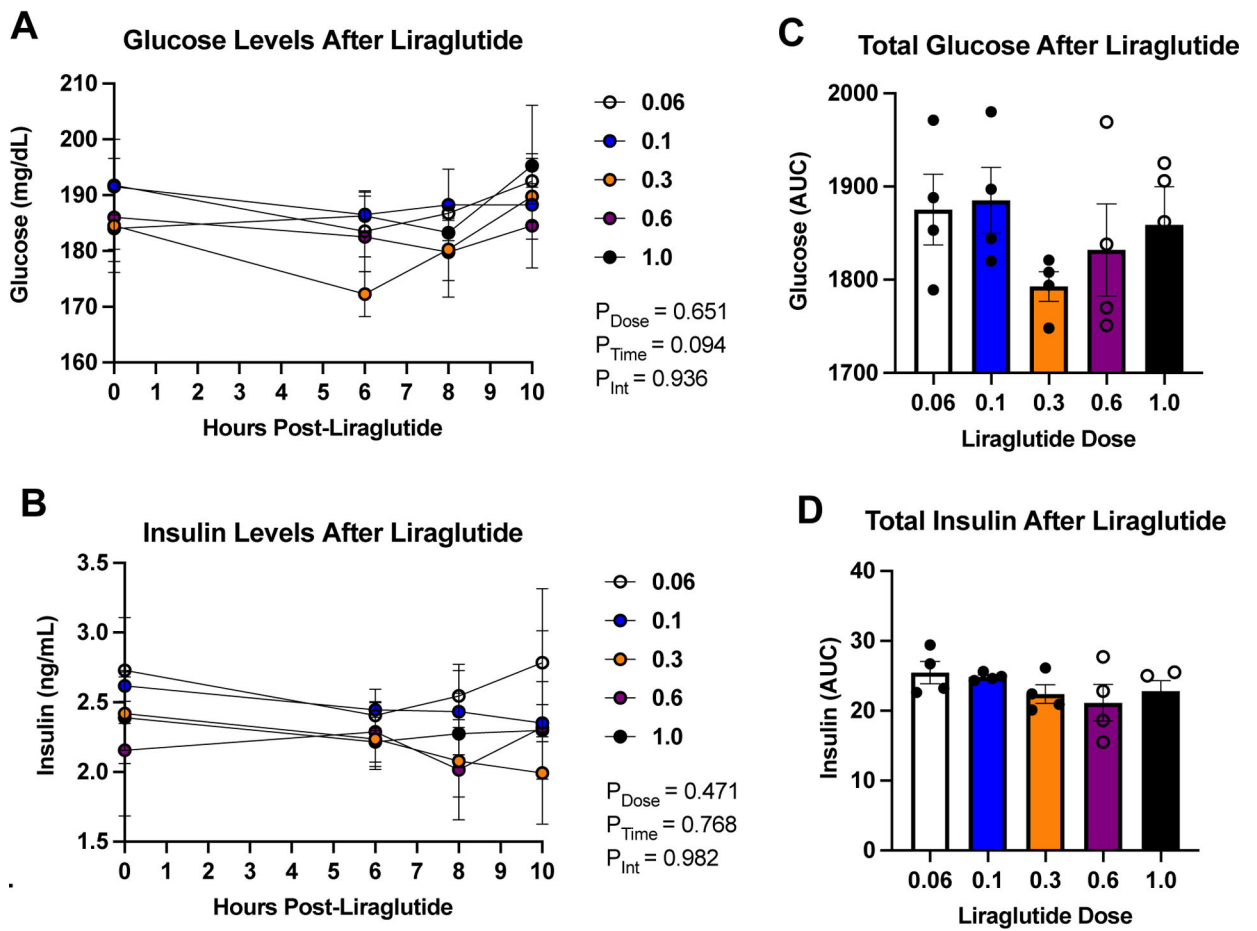 A
Glucose Levels After Liraglutide
Glucose (mg/dL)
210
200
190
180
170
160
0 1 2 3 4 5 6 7 8 9 10
Hours Post-Liraglutide
0.06
0.1
0.3
0.6
1.0
PDose = 0.651
PTime = 0.094
PInt = 0.936
C
Total Glucose After Liraglutide
Glucose (AUC)
2000
1900
1800
1700
0.06 0.1 0.3 0.6 1.0
Liraglutide Dose
B
Insulin Levels After Liraglutide
Insulin (ng/mL)
3.5
3.0
2.5
2.0
1.5
0 1 2 3 4 5 6 7 8 9 10
Hours Post-Liraglutide
0.06
0.1
0.3
0.6
1.0
PDose = 0.471
PTime = 0.768
PInt = 0.982
D
Total Insulin After Liraglutide
Insulin (AUC)
40
30
20
10
0
0.06 0.1 0.3 0.6 1.0
Liraglutide Dose